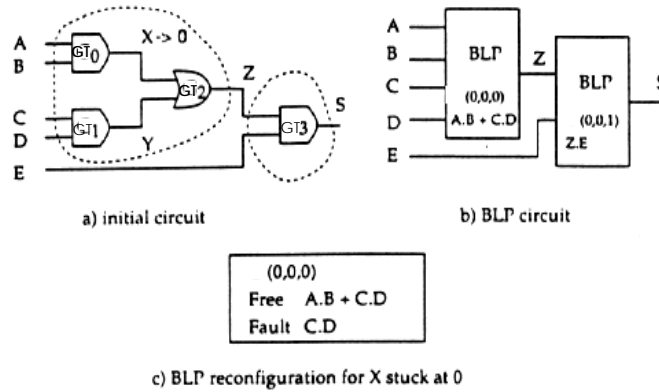 A
B
GT0
X -> 0
C
D
GT1
Y
GT2
Z
E
GT3
S
a) initial circuit
A
B
C
D
E
BLP
(0,0,0)
A.B + C.D
Z
BLP
(0,0,1)
Z.E
S
b) BLP circuit
(0,0,0)
Free A.B + C.D
Fault C.D
c) BLP reconfiguration for X stuck at 0